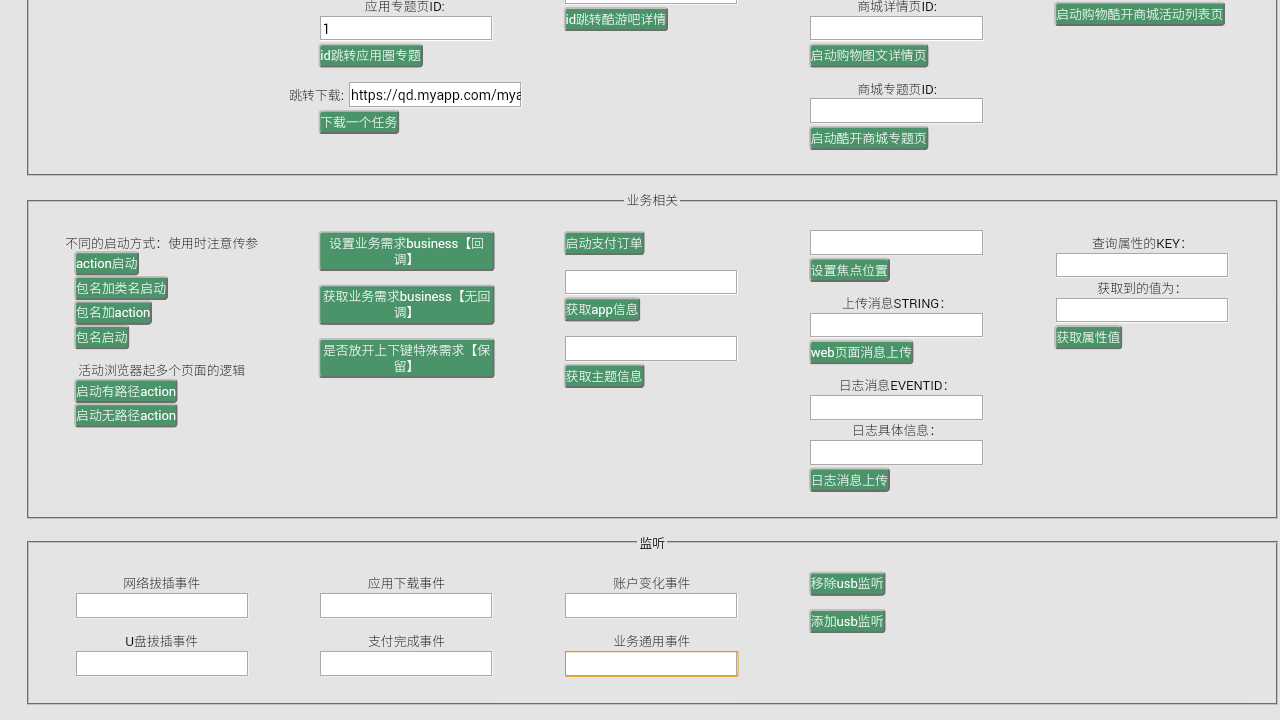 应用专题页ID:
1
id跳转应用圈专题
跳转下载:
https://qd.myapp.com/mya
下载一个任务
id跳转酷游吧详情
商城详情页ID:
启动购物图文详情页
商城专题页ID:
启动酷开商城专题页
启动购物酷开商城活动列表页
业务相关
不同的启动方式：使用时注意传参
action启动
包名加类名启动
包名加action
包名启动
活动浏览器起多个页面的逻辑
启动有路径action
启动无路径action
设置业务需求business【回
调】
获取业务需求business【无回
调】
是否放开上下键特殊需求【保
留】
启动支付订单
获取app信息
获取主题信息
设置焦点位置
上传消息STRING：
web页面消息上传
日志消息EVENTID：
日志具体信息：
日志消息上传
查询属性的KEY：
获取到的值为：
获取属性值
监听
网络拔插事件
应用下载事件
账户变化事件
移除usb监听
添加usb监听
U盘拔插事件
支付完成事件
业务通用事件